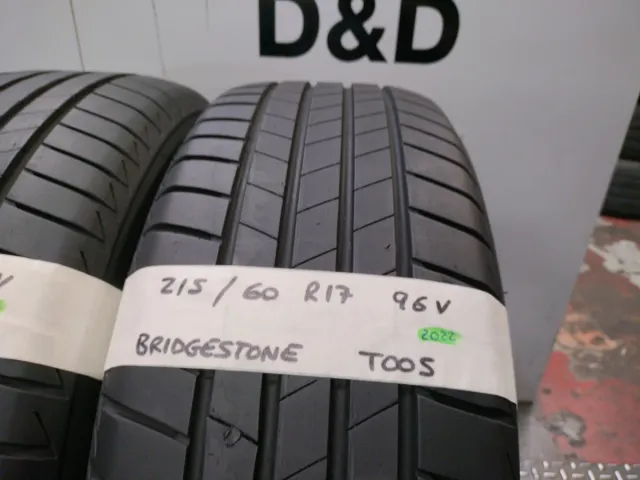 D&D
215/60 R17 96V
2022
BRIDGESTONE T005